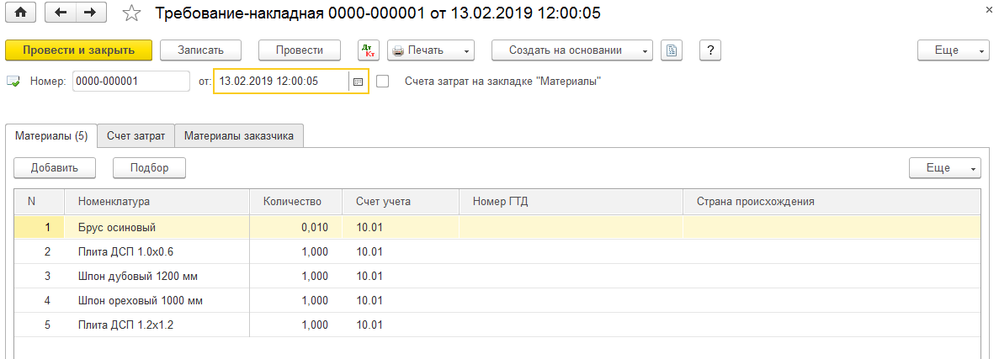 Требование-накладная 0000-000001 от 13.02.2019 12:00:05
Провести и закрыть Записать Провести Дт Кт Печать Создать на основании ? Еще
Номер: 0000-000001 от: 13.02.2019 12:00:05 Счета затрат на закладке "Материалы"
Материалы (5) Счет затрат Материалы заказчика
Добавить Подбор Еще
N Номенклатура Количество Счет учета Номер ГТД Страна происхождения
1 Брус осиновый 0,010 10.01
2 Плита ДСП 1.0х0.6 1,000 10.01
3 Шпон дубовый 1200 мм 1,000 10.01
4 Шпон ореховый 1000 мм 1,000 10.01
5 Плита ДСП 1.2х1.2 1,000 10.01